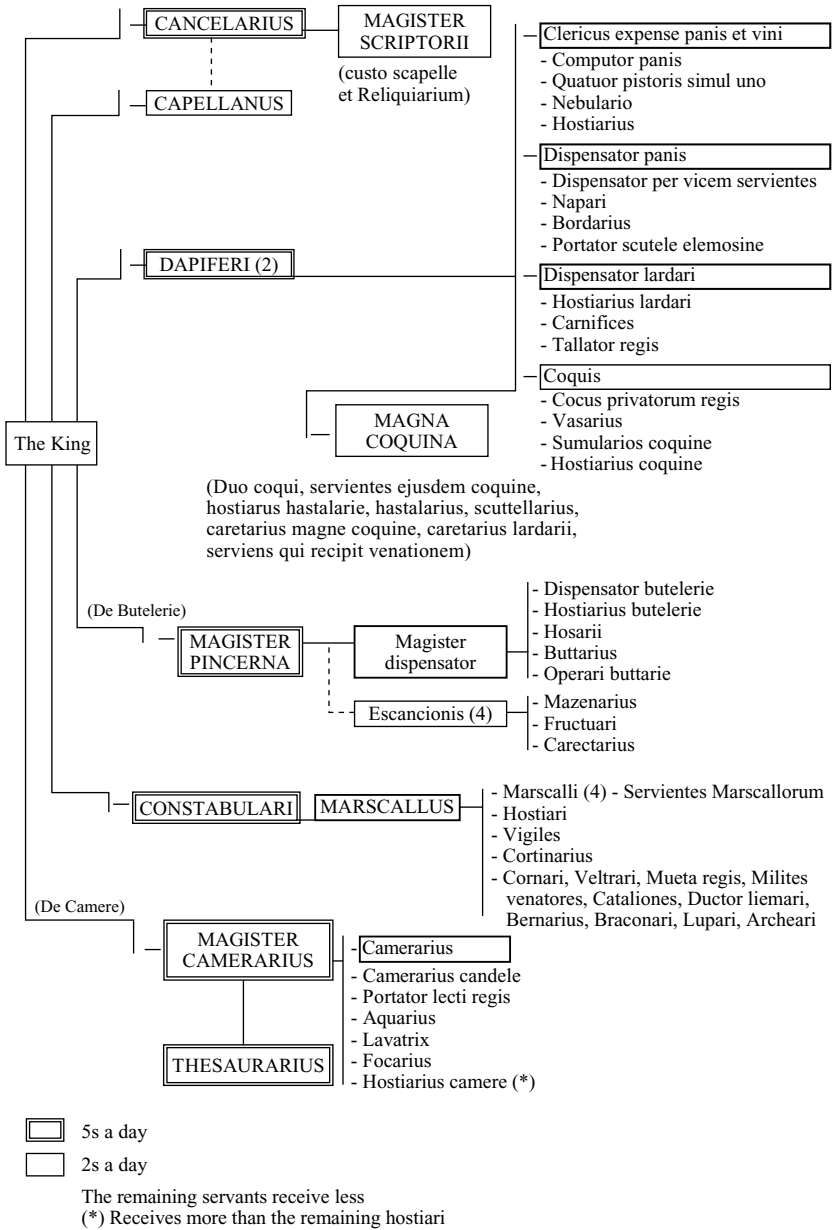 CANCELARIUS
MAGISTER
SCRIPTORII
(custo scapelle
et Reliquiarium)
CAPELLANUS
Clericus expense panis et vini
- Computor panis
- Quatuor pistoris simul uno
- Nebulario
- Hostiarius
Dispensator panis
- Dispensator per vicem servientes
- Napari
- Bordarius
- Portator scutele elemosine
DAPIFERI (2)
Dispensator lardari
- Hostiarius lardari
- Carnifices
- Tallator regis
Coquis
- Cocus privatorum regis
- Vasarius
- Sumularios coquine
- Hostiarius coquine
MAGNA
COQUINA
The King
(Duo coqui, servientes ejusdem coquine,
hostiarus hastalarie, hastalarius, scuttellarius,
caretarius magne coquine, caretarius lardarii,
serviens qui recipit venationem)
(De Butelerie)
MAGISTER
PINCERNA
Magister
dispensator
- Dispensator butelerie
- Hostiarius butelerie
- Hosarii
- Buttarius
- Operari buttarie
Escancionis (4)
- Mazenarius
- Fructuari
- Carectarius
CONSTABULARI
MARSCALLUS
- Marscalli (4) - Servientes Marscallorum
- Hostiari
- Vigiles
- Cortinarius
- Cornari, Veltrari, Mueta regis, Milites
venatores, Cataliones, Ductor liemari,
Bernarius, Braconari, Lupari, Archeari
(De Camere)
MAGISTER
CAMERARIUS
- Camerarius
- Camerarius candele
- Portator lecti regis
- Aquarius
- Lavatrix
- Focarius
- Hostiarius camere (*)
THESAURARIUS
5s a day
2s a day
The remaining servants receive less
(*) Receives more than the remaining hostiari